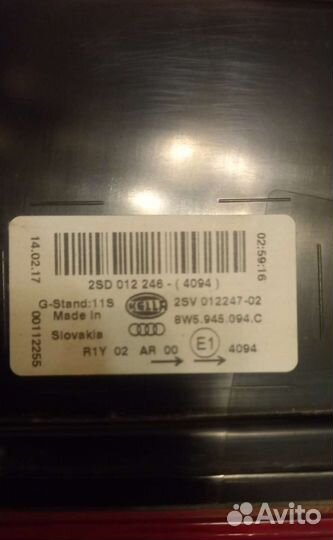 14.02.17
00112255
02:59:16
2SD 012 246 - ( 4094 )
G-Stand:11S
Made In
Slovakia
HELLA
2SV 012247-02
8W5.945.094.C
R1Y 02 AR 00
E1
4094
Avito